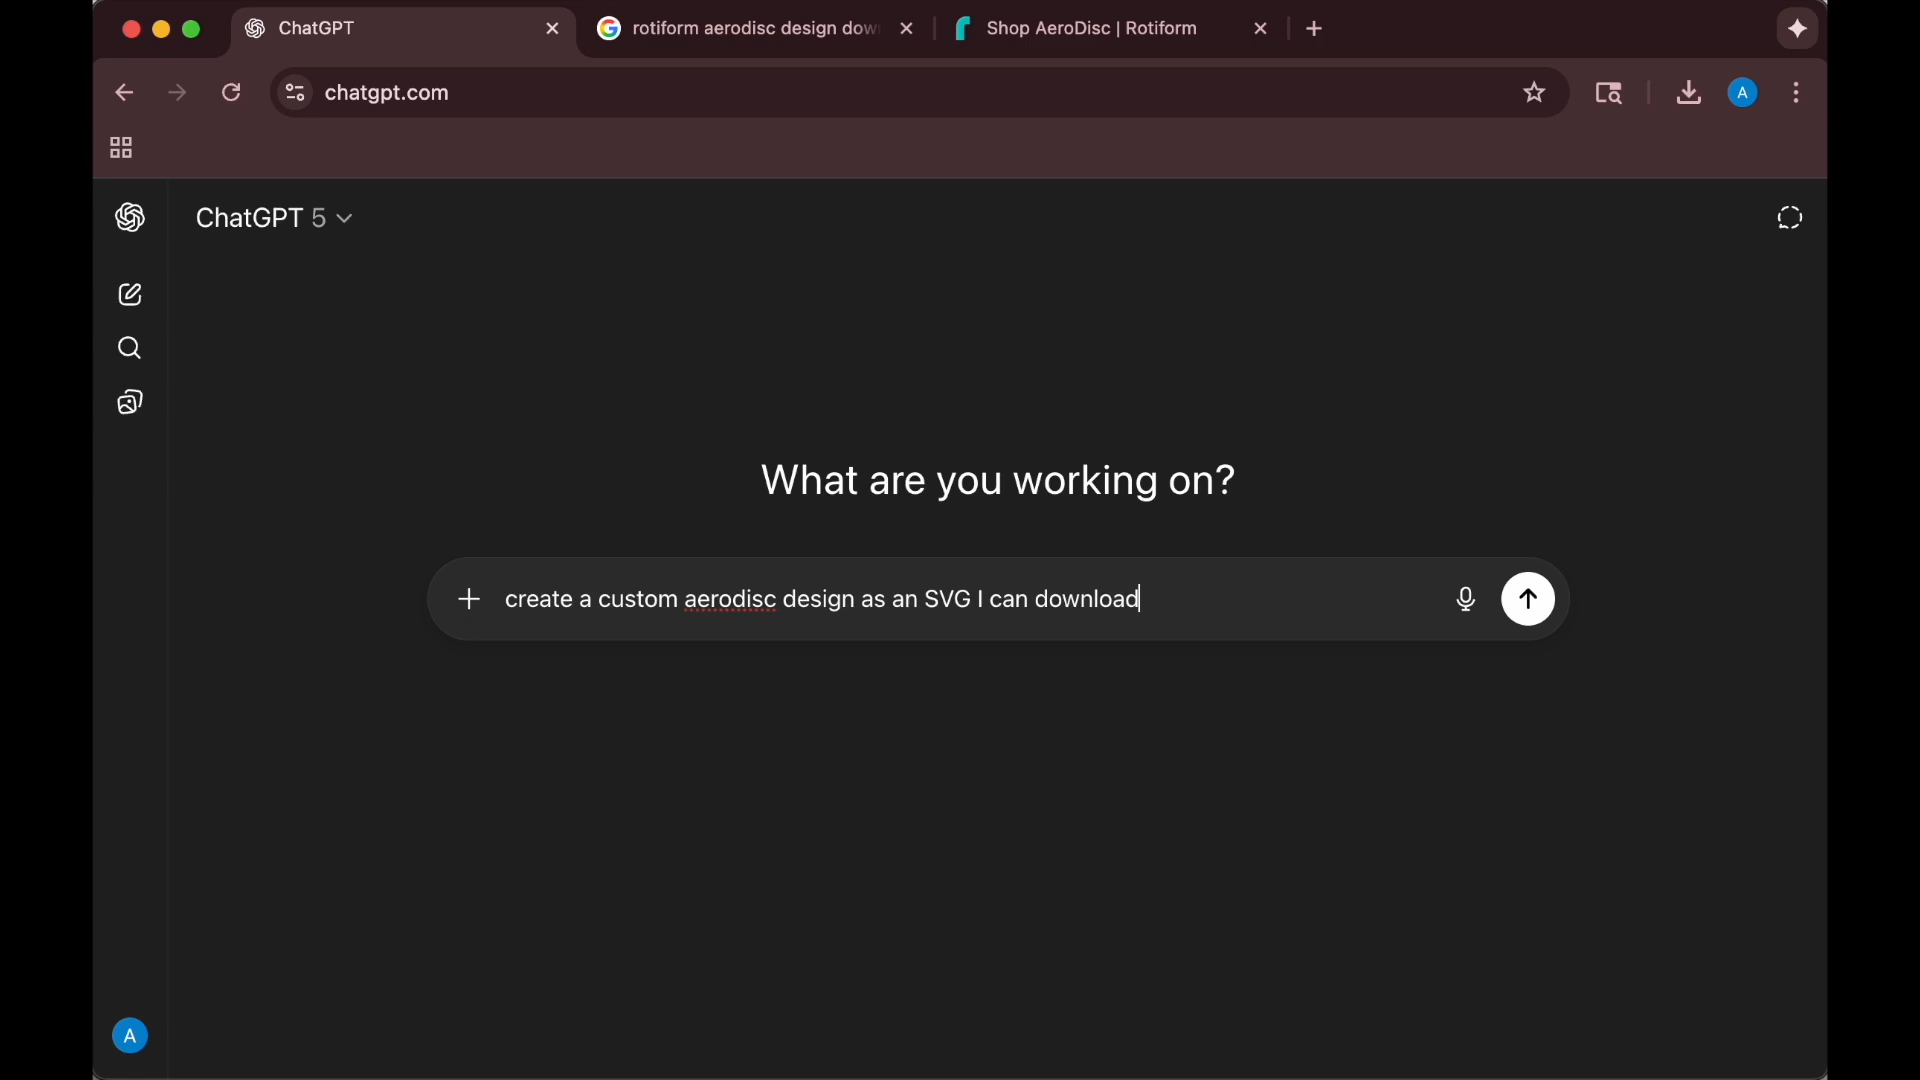 ChatGPT
rotiform aerodisc design dow
Shop AeroDisc | Rotiform
chatgpt.com
A
ChatGPT 5
What are you working on?
create a custom aerodisc design as an SVG I can download
A